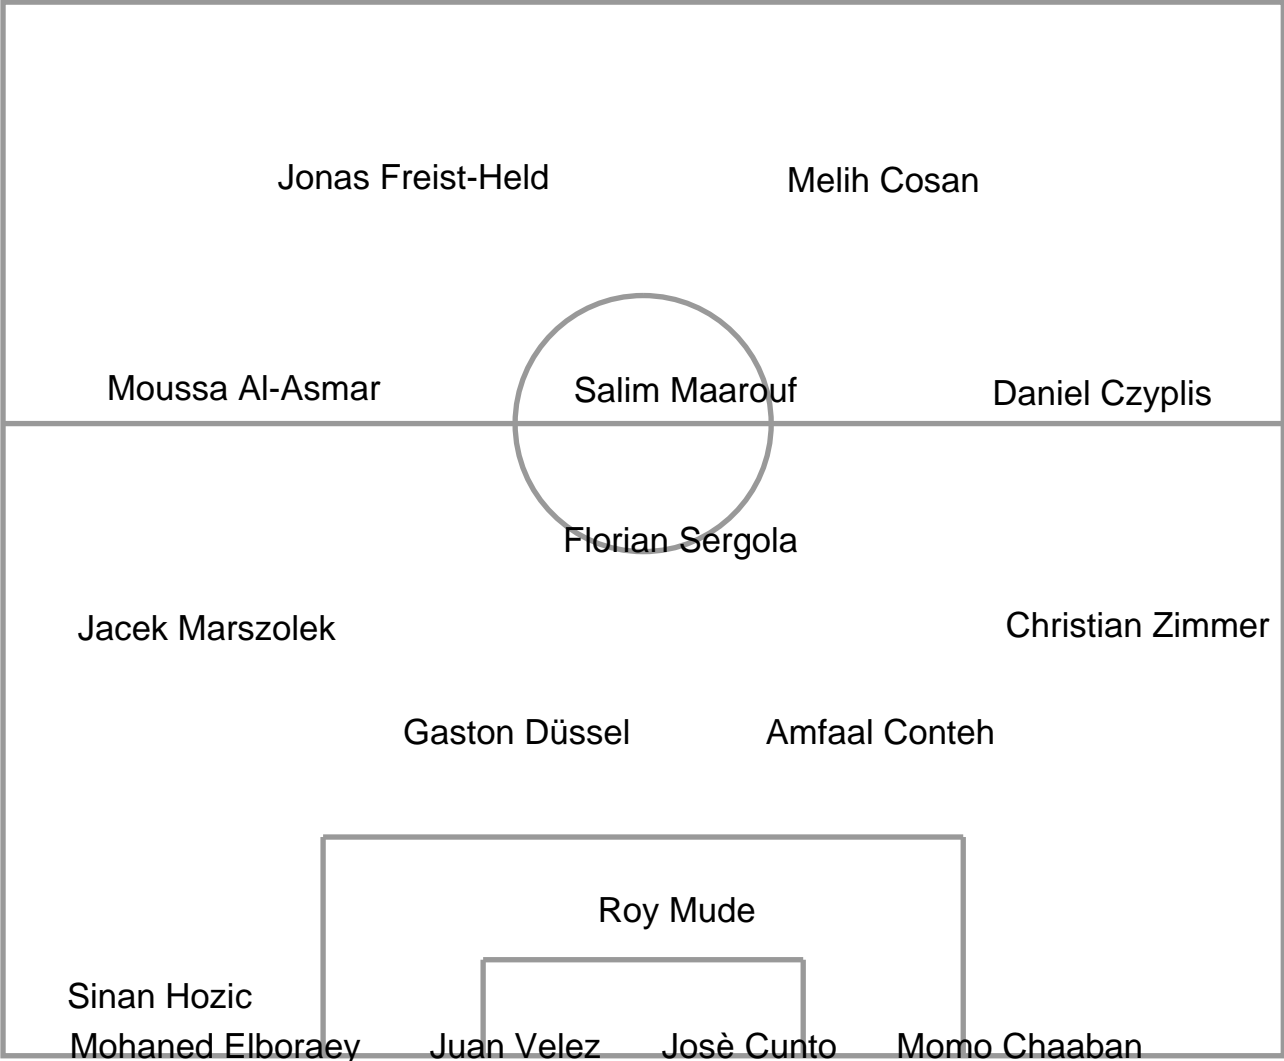 Jonas Freist-Held Melih Cosan
Moussa Al-Asmar Salim Maarouf Daniel Czyplis
Florian Sergola
Jacek Marszolek Christian Zimmer
Gaston Düssel Amfaal Conteh
Roy Mude
Sinan Hozic
Mohaned Elboraey Juan Velez Josè Cunto Momo Chaaban